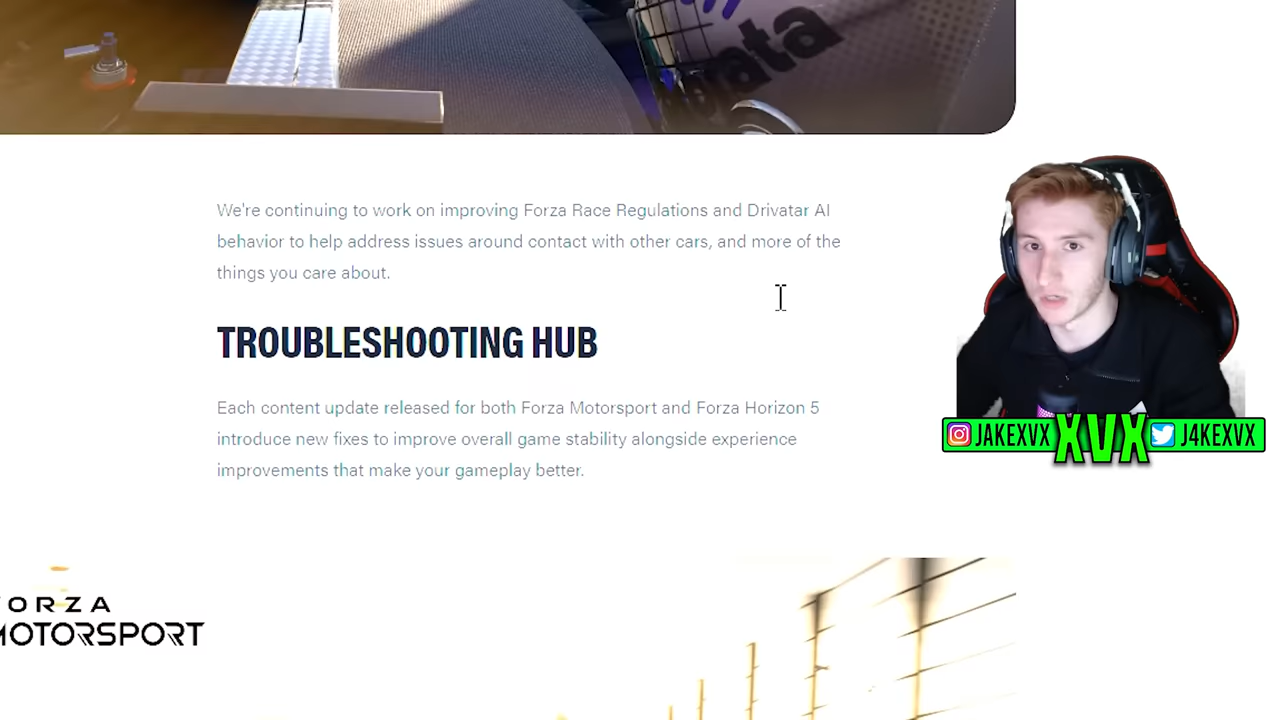 We're continuing to work on improving Forza Race Regulations and Drivatar AI
behavior to help address issues around contact with other cars, and more of the
things you care about.
TROUBLESHOOTING HUB
Each content update released for both Forza Motorsport and Forza Horizon 5
introduce new fixes to improve overall game stability alongside experience
improvements that make your gameplay better.
JAKEXVX XVX J4KEXVX
ORZA
MOTORSPORT